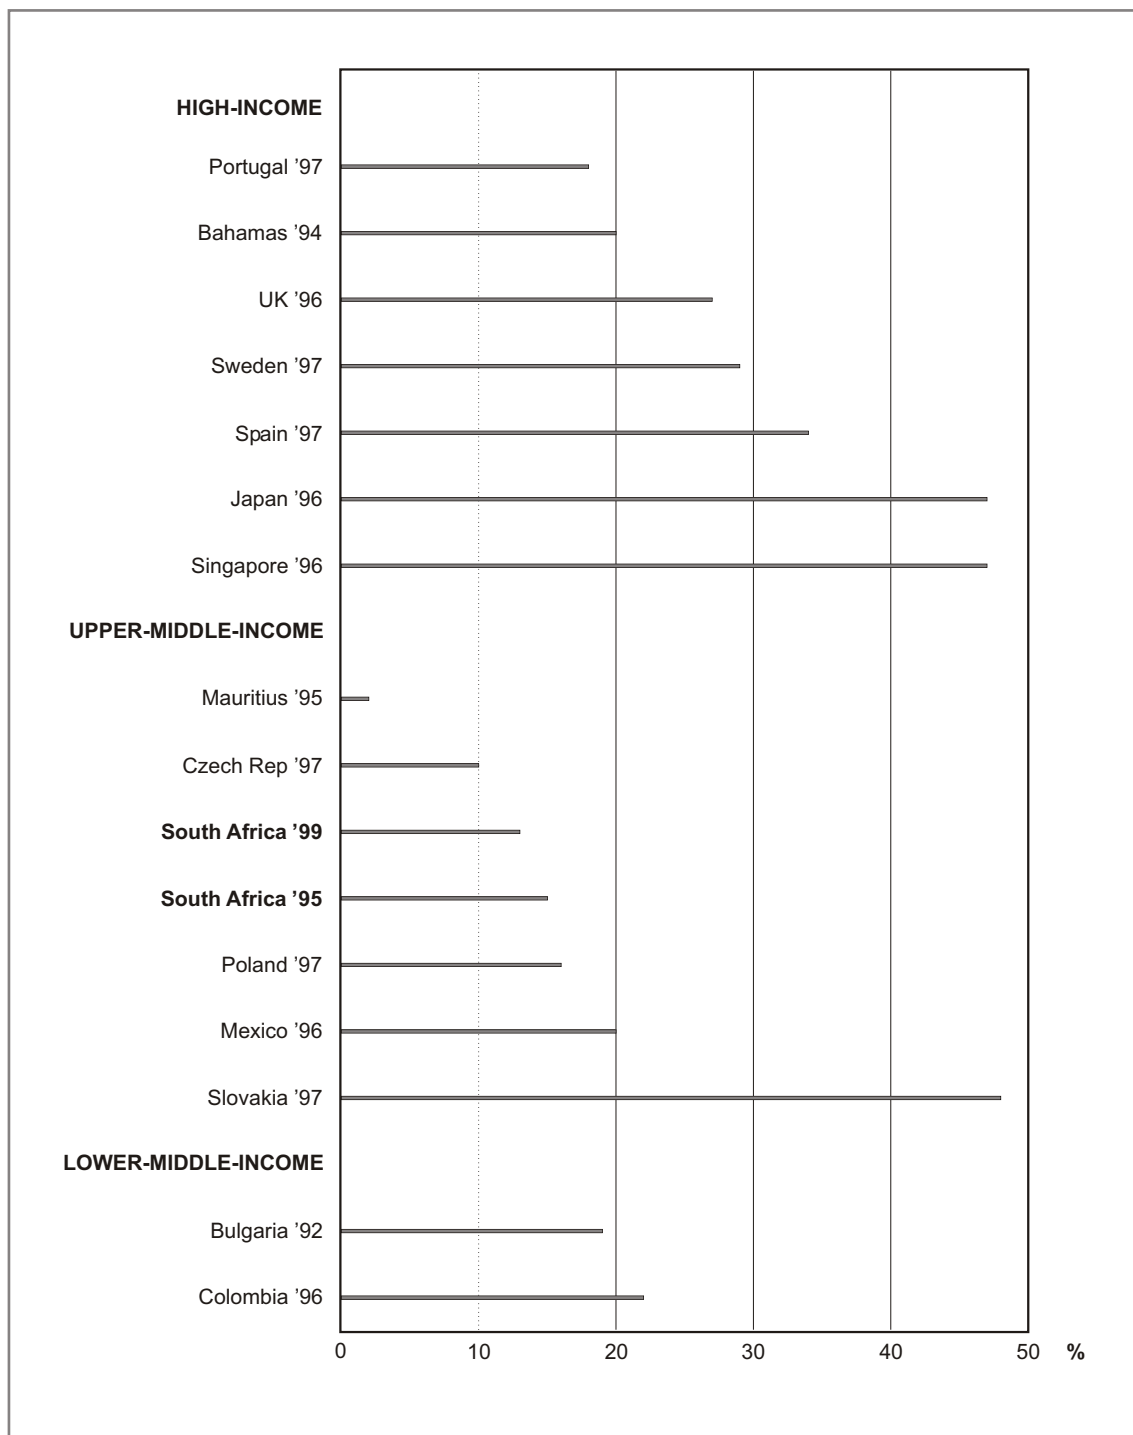 HIGH-INCOME
Portugal ’97
Bahamas ’94
UK ’96
Sweden ’97
Spain ’97
Japan ’96
Singapore ’96
UPPER-MIDDLE-INCOME
Mauritius ’95
Czech Rep ’97
South Africa ’99
South Africa ’95
Poland ’97
Mexico ’96
Slovakia ’97
LOWER-MIDDLE-INCOME
Bulgaria ’92
Colombia ’96
0 10 20 30 40 50 %